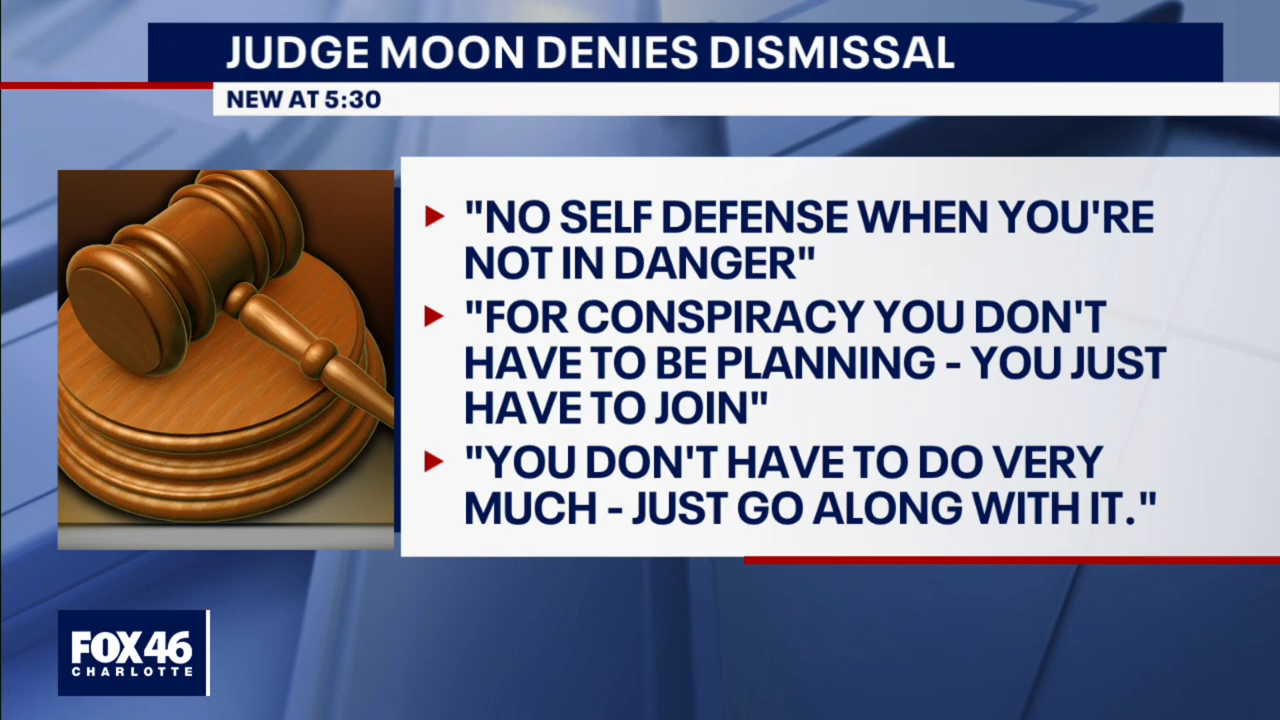 JUDGE MOON DENIES DISMISSAL
NEW AT 5:30
"NO SELF DEFENSE WHEN YOU'RE
NOT IN DANGER"
"FOR CONSPIRACY YOU DON'T
HAVE TO BE PLANNING - YOU JUST
HAVE TO JOIN"
"YOU DON'T HAVE TO DO VERY
MUCH - JUST GO ALONG WITH IT."
FOX 46
CHARLOTTE